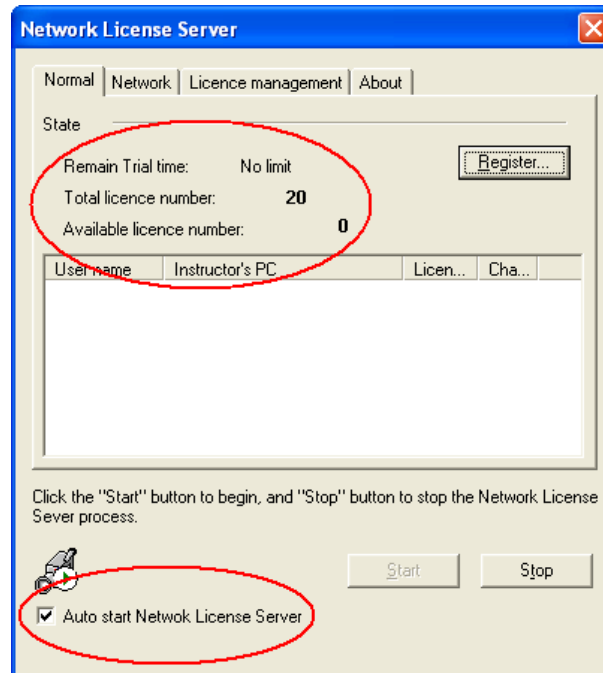 Network License Server
Normal Network Licence management About
State
Remain Trial time: No limit Register...
Total licence number: 20
Available licence number: 0
User name Instructor's PC Licen... Cha...
Click the "Start" button to begin, and "Stop" button to stop the Network License
Sever process.
Start Stop
Auto start Netwok License Server